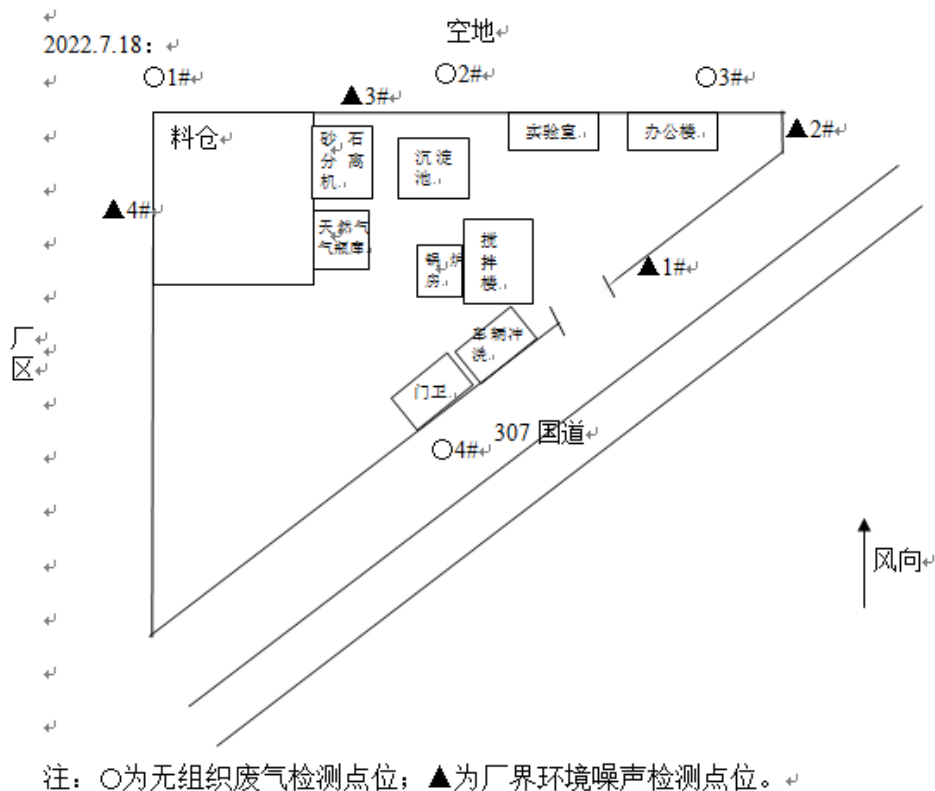 空地
2022.7.18：
○1#
○2#
○3#
▲3#
▲2#
料仓
砂石
分离
机
沉淀
池
实验室
办公楼
▲4#
天然气
气瓶库
锅炉
房
搅
拌
楼
▲1#
厂
区
车辆冲
洗
门卫
307 国道
○4#
风向
注：○为无组织废气检测点位；▲为厂界环境噪声检测点位。